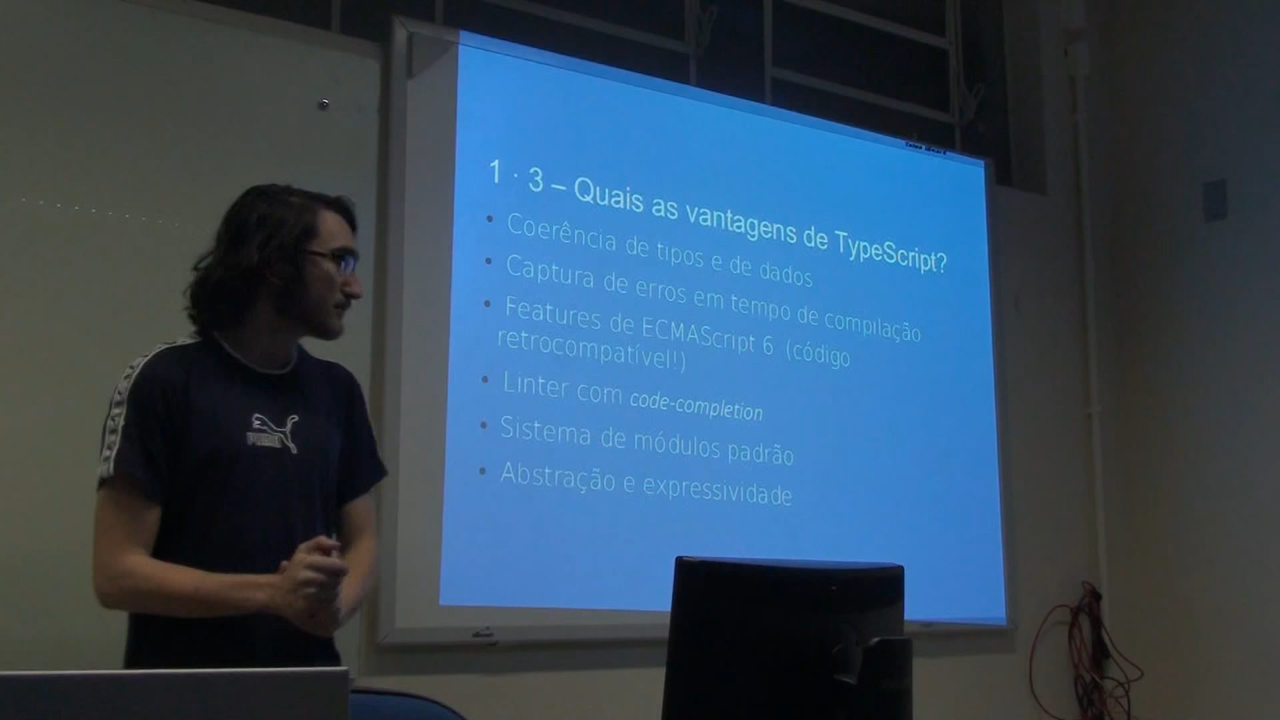 1 · 3 – Quais as vantagens de TypeScript?
• Coerência de tipos e de dados
• Captura de erros em tempo de compilação
• Features de ECMAScript 6 (código
retrocompatível!)
• Linter com code-completion
• Sistema de módulos padrão
• Abstração e expressividade